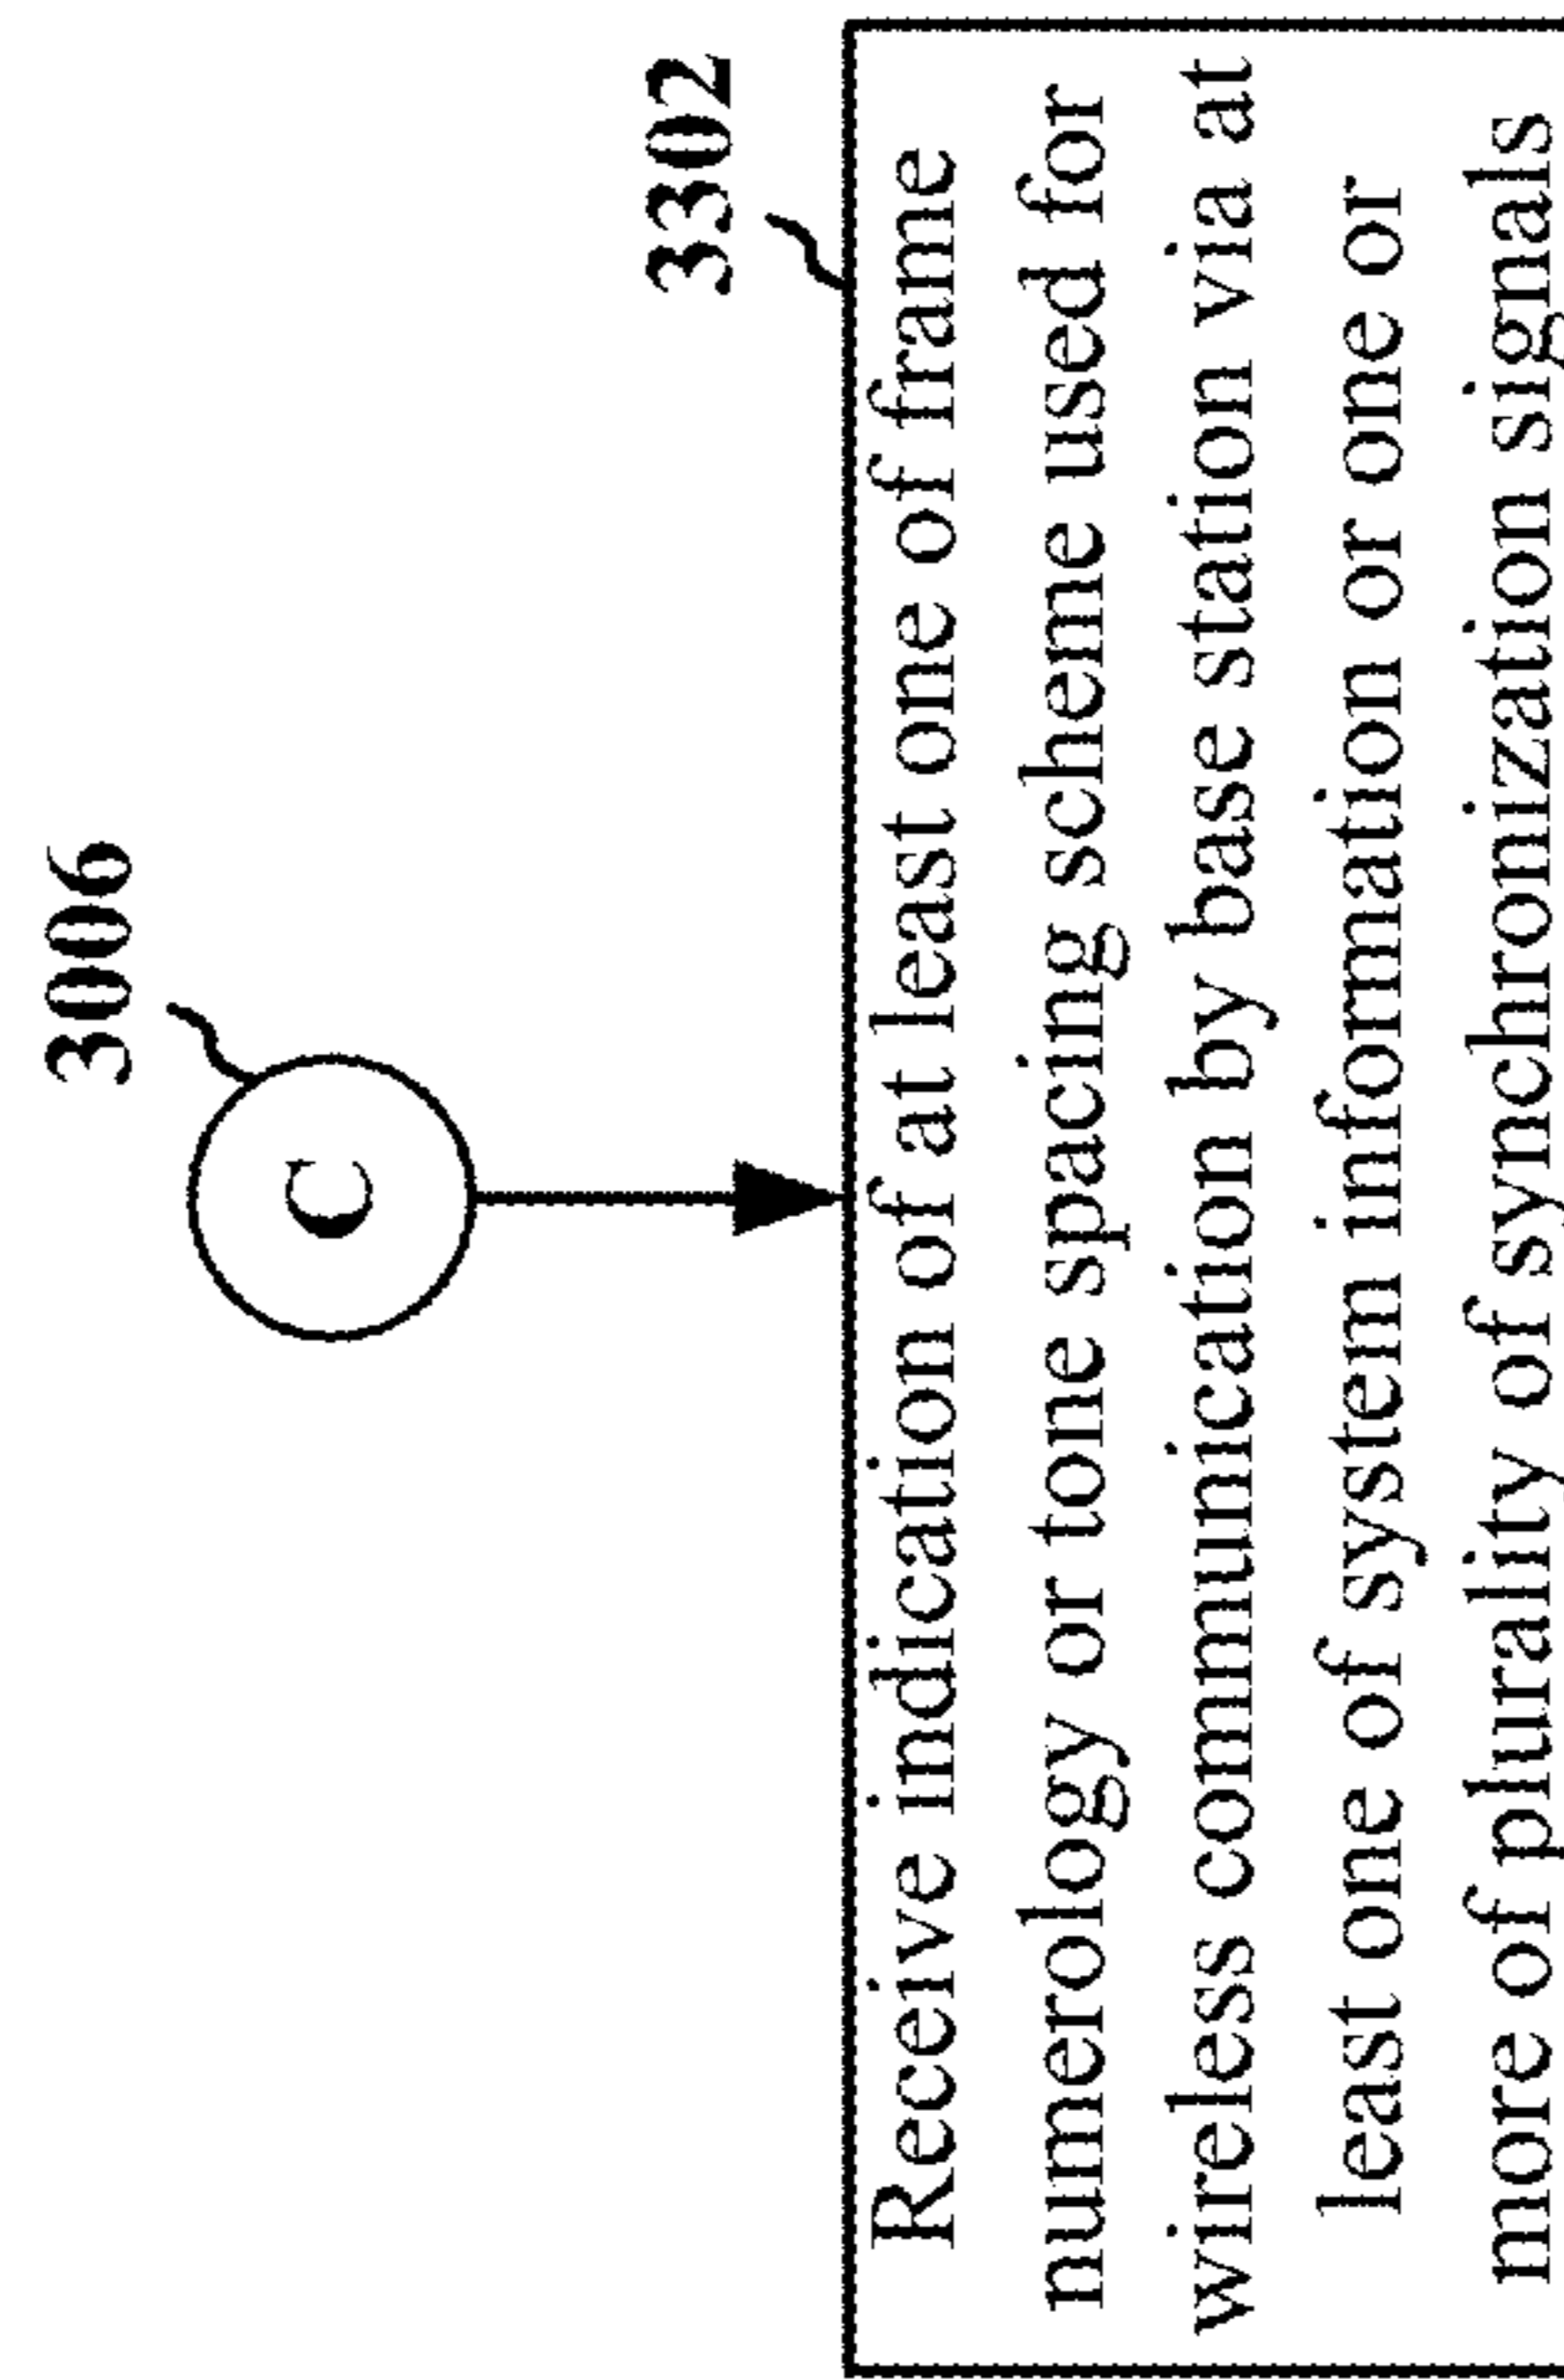 3006
C
3302
Receive indication of at least one of frame
numerology or tone spacing scheme used for
wireless communication by base station via at
least one of system information or one or
more of plurality of synchronization signals